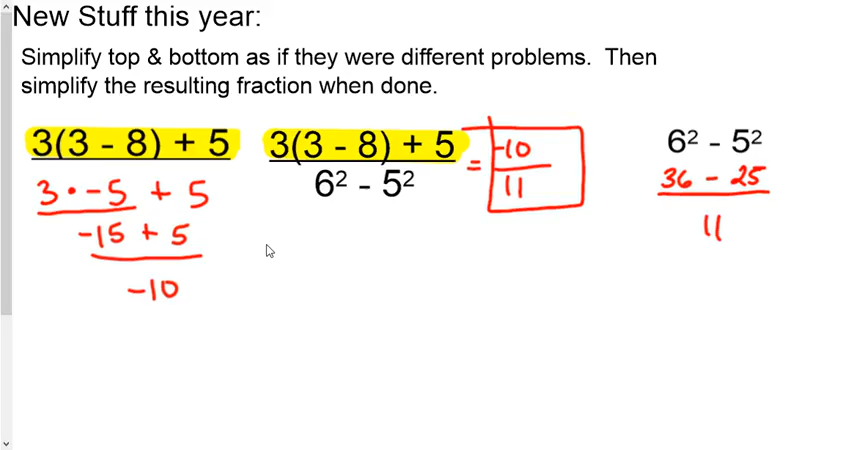 New Stuff this year:
Simplify top & bottom as if they were different problems. Then
simplify the resulting fraction when done.
3(3 - 8) + 5
3 · -5 + 5
-15 + 5
-10
3(3 - 8) + 5
6² - 5²
= -10
11
6² - 5²
36 - 25
11